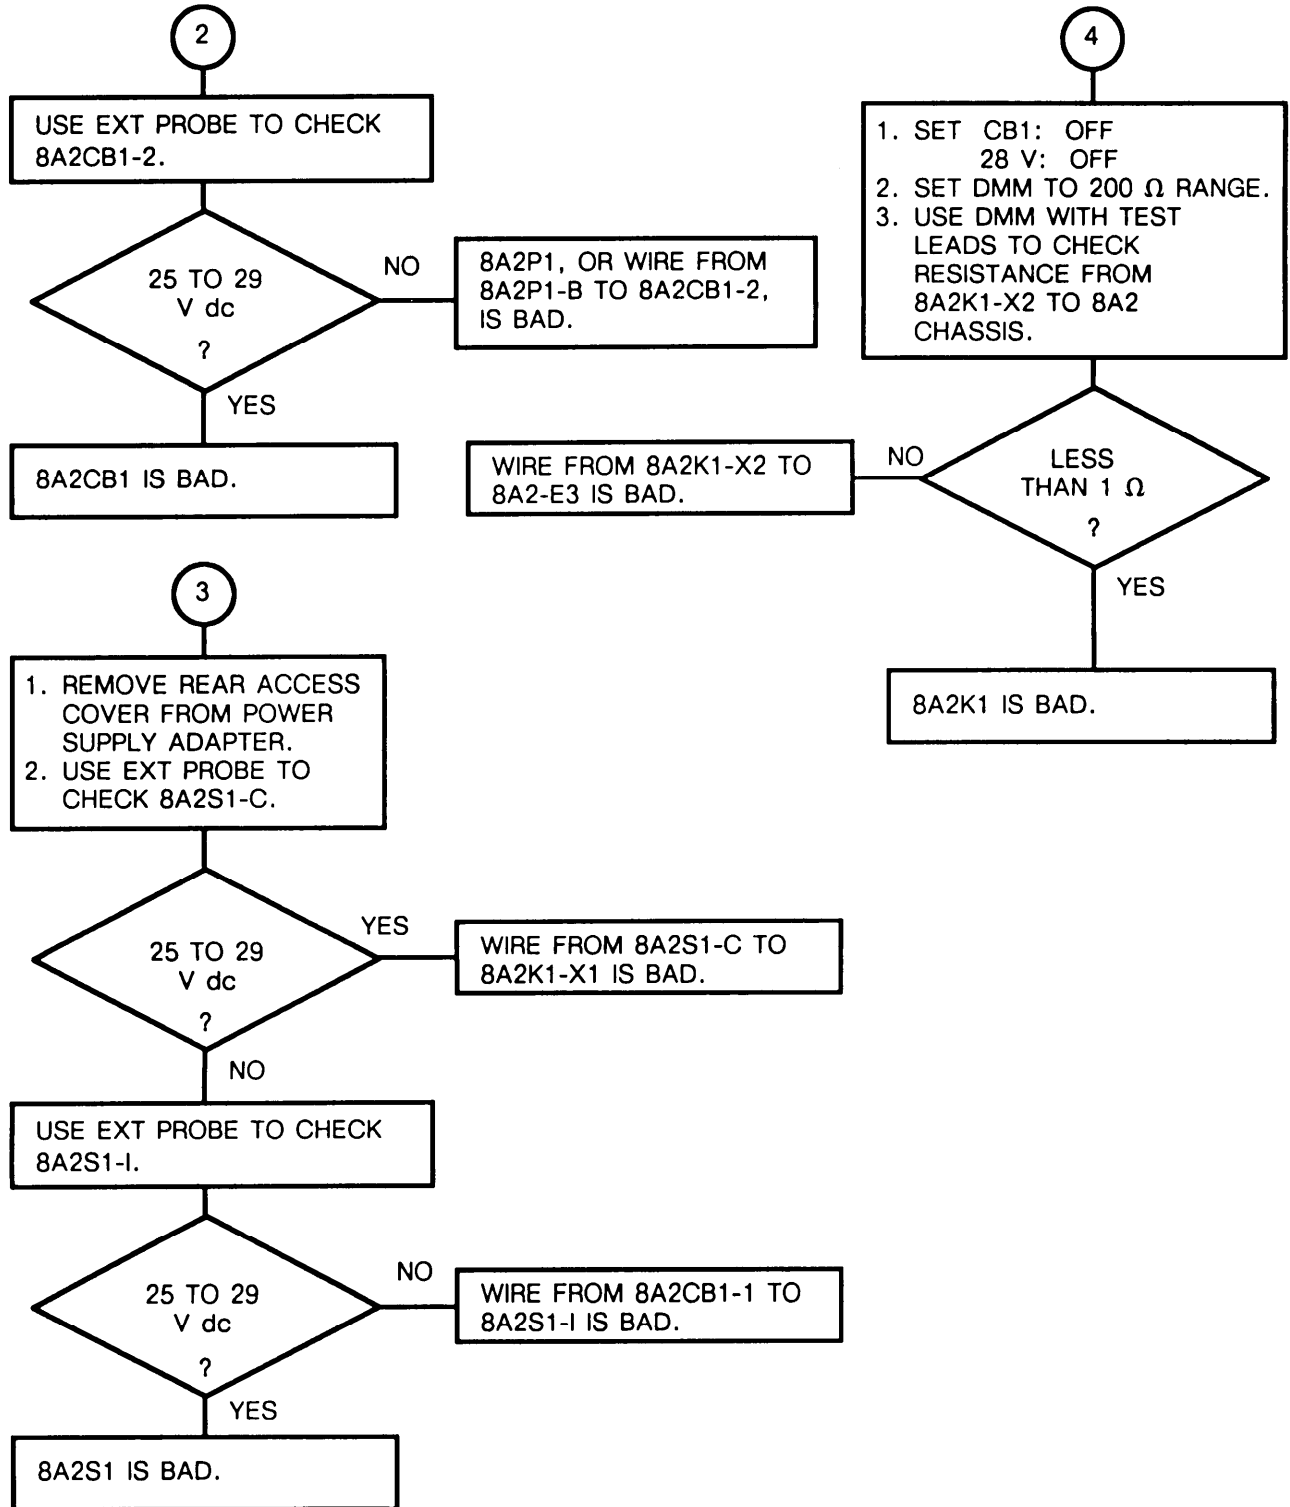 2
USE EXT PROBE TO CHECK
8A2CB1-2.
25 TO 29
V dc
?
NO
8A2P1, OR WIRE FROM
8A2P1-B TO 8A2CB1-2,
IS BAD.
YES
8A2CB1 IS BAD.
3
1. REMOVE REAR ACCESS
COVER FROM POWER
SUPPLY ADAPTER.
2. USE EXT PROBE TO
CHECK 8A2S1-C.
25 TO 29
V dc
?
YES
WIRE FROM 8A2S1-C TO
8A2K1-X1 IS BAD.
NO
USE EXT PROBE TO CHECK
8A2S1-I.
25 TO 29
V dc
?
NO
WIRE FROM 8A2CB1-1 TO
8A2S1-I IS BAD.
YES
8A2S1 IS BAD.
4
1. SET CB1: OFF
28 V: OFF
2. SET DMM TO 200 Ω RANGE.
3. USE DMM WITH TEST
LEADS TO CHECK
RESISTANCE FROM
8A2K1-X2 TO 8A2
CHASSIS.
LESS
THAN 1 Ω
?
NO
WIRE FROM 8A2K1-X2 TO
8A2-E3 IS BAD.
YES
8A2K1 IS BAD.